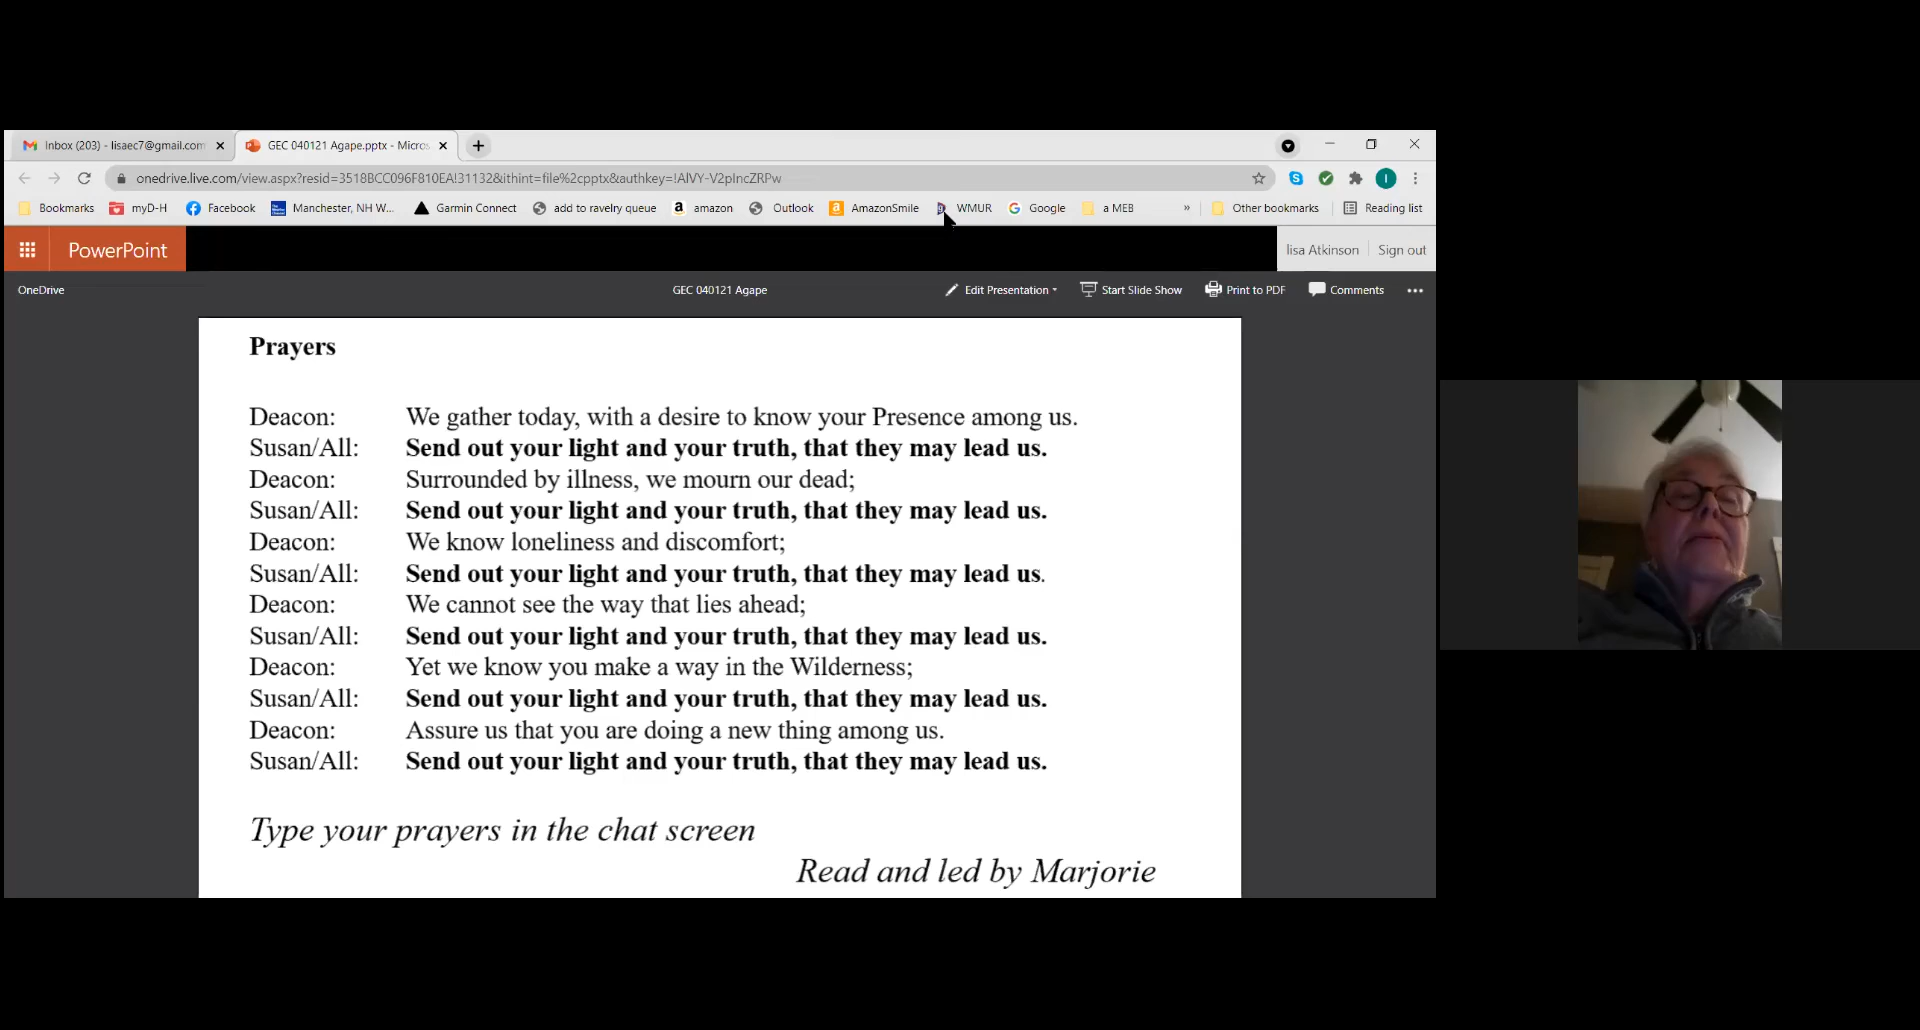 Inbox (203) - lisaec7@gmail.com
GEC 040121 Agape.pptx - Micros
onedrive.live.com/view.aspx?resid=3518BCC096F810EA!31132&ithint=file%2cpptx&authkey=!AlVY-V2pIncZRPw
Bookmarks myD-H Facebook Manchester, NH W... Garmin Connect add to ravelry queue amazon Outlook AmazonSmile WMUR Google a MEB » Other bookmarks Reading list
PowerPoint lisa Atkinson Sign out
OneDrive GEC 040121 Agape Edit Presentation Start Slide Show Print to PDF Comments
Prayers
Deacon: We gather today, with a desire to know your Presence among us.
Susan/All: Send out your light and your truth, that they may lead us.
Deacon: Surrounded by illness, we mourn our dead;
Susan/All: Send out your light and your truth, that they may lead us.
Deacon: We know loneliness and discomfort;
Susan/All: Send out your light and your truth, that they may lead us.
Deacon: We cannot see the way that lies ahead;
Susan/All: Send out your light and your truth, that they may lead us.
Deacon: Yet we know you make a way in the Wilderness;
Susan/All: Send out your light and your truth, that they may lead us.
Deacon: Assure us that you are doing a new thing among us.
Susan/All: Send out your light and your truth, that they may lead us.
Type your prayers in the chat screen
Read and led by Marjorie